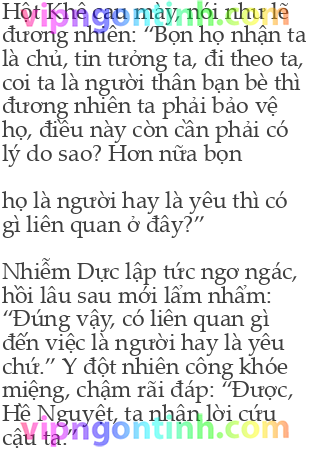 Hột Khê cau mày, nói như lẽ
đương nhiên: “Bọn họ nhận ta
là chủ, tin tưởng ta, đi theo ta,
coi ta là người thân bạn bè thì
đương nhiên ta phải bảo vệ
họ, điều này còn cần phải có
lý do sao? Hơn nữa bọn
họ là người hay là yêu thì có
gì liên quan ở đây?”
Nhiễm Dực lập tức ngơ ngác,
hồi lâu sau mới lẩm nhẩm:
“Đúng vậy, có liên quan gì
đến việc là người hay là yêu
chứ.” Y đột nhiên công khóe
miệng, chậm rãi đáp: “Được,
Hề Nguyệt, ta nhận lời cứu
cậu ta.”
vipngontinh.com
vipngontinh.com